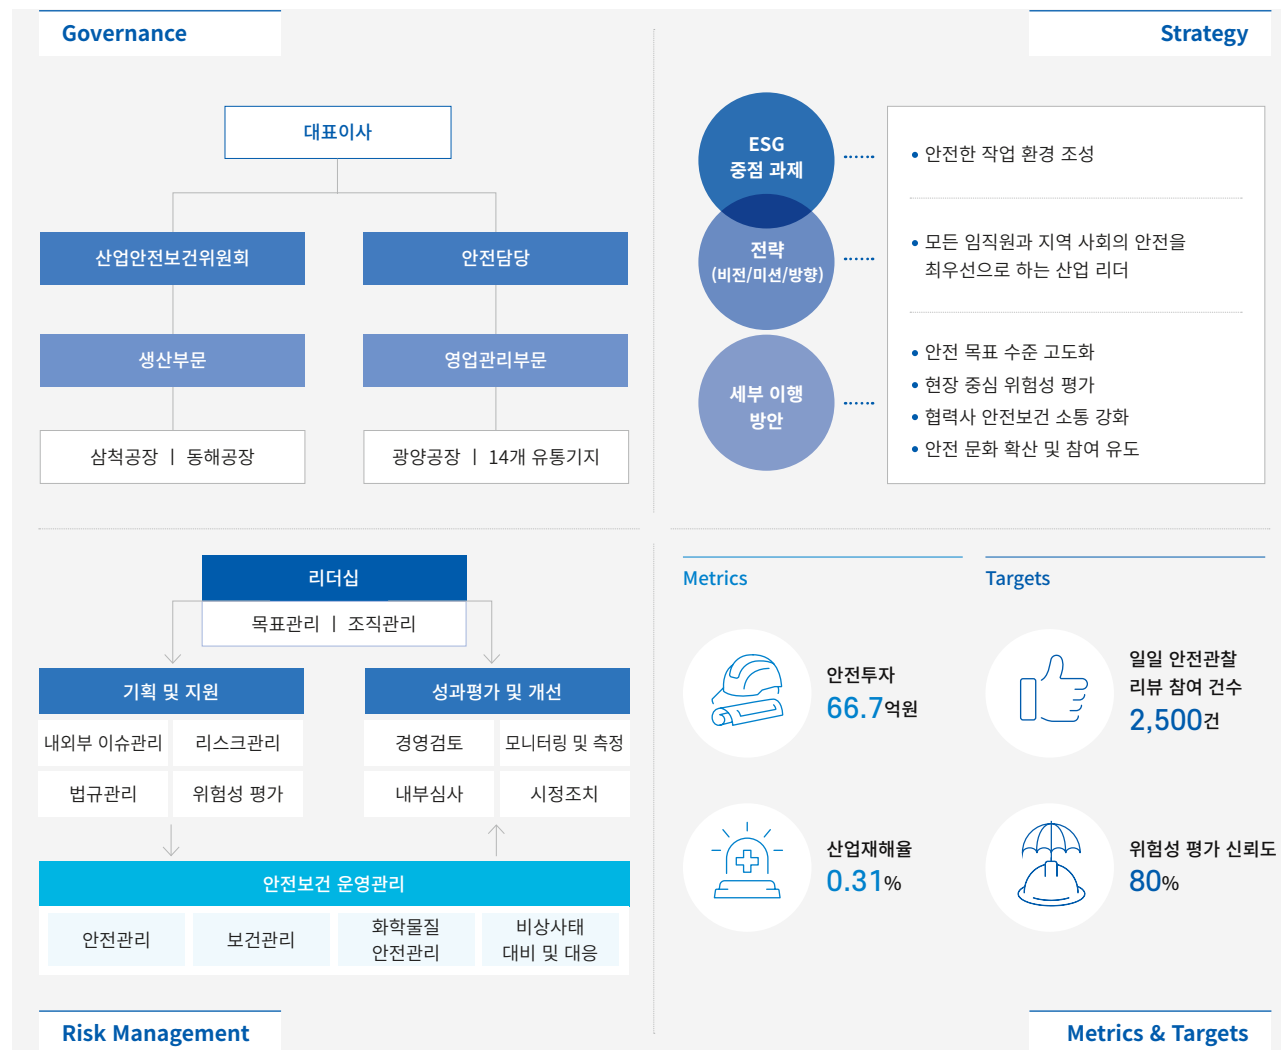 Governance
대표이사
산업안전보건위원회
안전담당
생산부문
영업관리부문
삼척공장 ㅣ 동해공장
광양공장 ㅣ 14개 유통기지
Strategy
ESG
중점 과제
• 안전한 작업 환경 조성
전략
(비전/미션/방향)
• 모든 임직원과 지역 사회의 안전을
최우선으로 하는 산업 리더
세부 이행
방안
• 안전 목표 수준 고도화
• 현장 중심 위험성 평가
• 협력사 안전보건 소통 강화
• 안전 문화 확산 및 참여 유도
리더십
목표관리 ㅣ 조직관리
기획 및 지원
내외부 이슈관리
리스크관리
법규관리
위험성 평가
성과평가 및 개선
경영검토
모니터링 및 측정
내부심사
시정조치
안전보건 운영관리
안전관리
보건관리
화학물질
안전관리
비상사태
대비 및 대응
Risk Management
Metrics
안전투자
66.7억원
산업재해율
0.31%
Targets
일일 안전관찰
리뷰 참여 건수
2,500건
위험성 평가 신뢰도
80%
Metrics & Targets